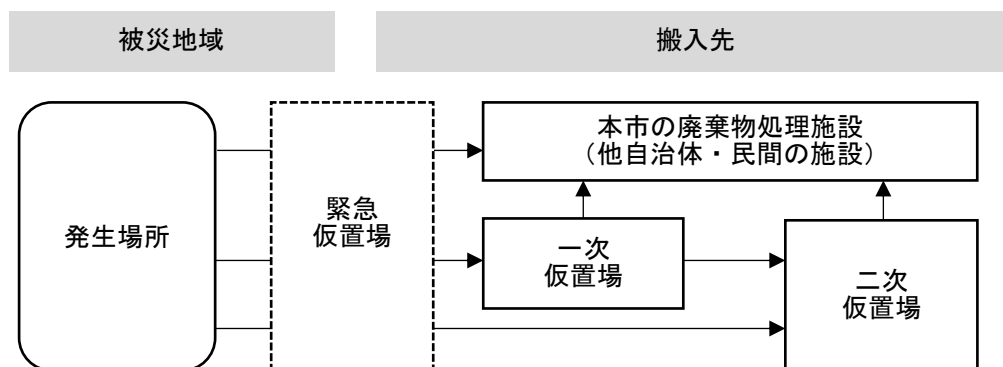 被災地域
搬入先
発生場所
緊急
仮置場
本市の廃棄物処理施設
（他自治体・民間の施設）
一次
仮置場
二次
仮置場